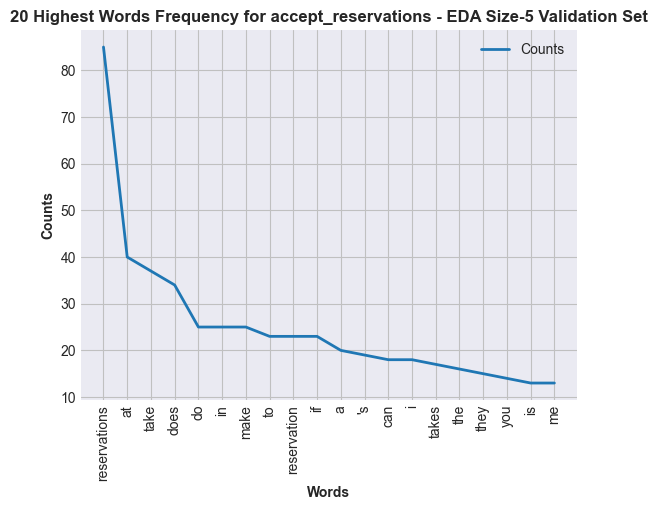 20 Highest Words Frequency for accept_reservations - EDA Size-5 Validation Set
Counts
80
70
60
50
40
30
20
10
Counts
reservations
at
take
does
do
in
make
to
reservation
if
a
's
can
i
takes
the
they
you
is
me
Words